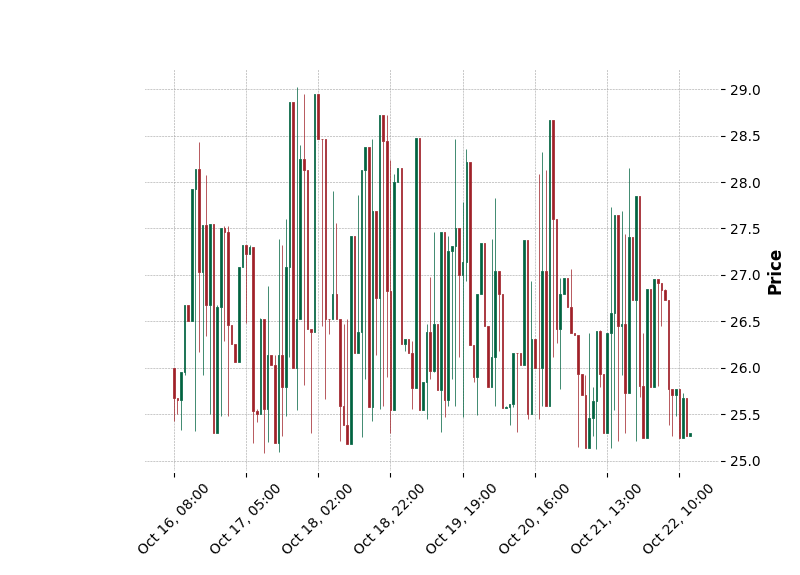 29.0
28.5
28.0
27.5
27.0
26.5
26.0
25.5
25.0
Price
Oct 16, 08:00
Oct 17, 05:00
Oct 18, 02:00
Oct 18, 22:00
Oct 19, 19:00
Oct 20, 16:00
Oct 21, 13:00
Oct 22, 10:00